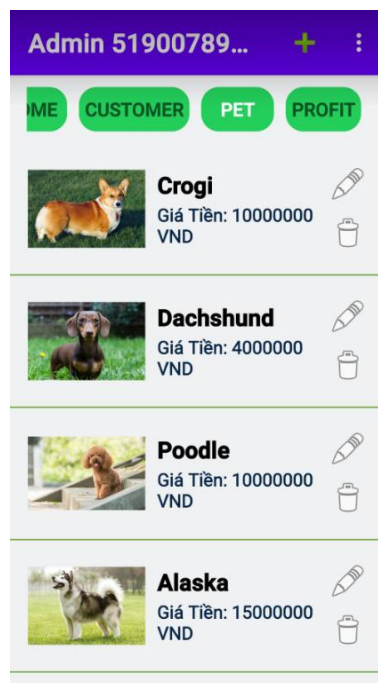 Admin 51900789...
OME
CUSTOMER
PET
PROFIT
Crogi
Giá Tiền: 10000000
VND
Dachshund
Giá Tiền: 4000000
VND
Poodle
Giá Tiền: 10000000
VND
Alaska
Giá Tiền: 15000000
VND